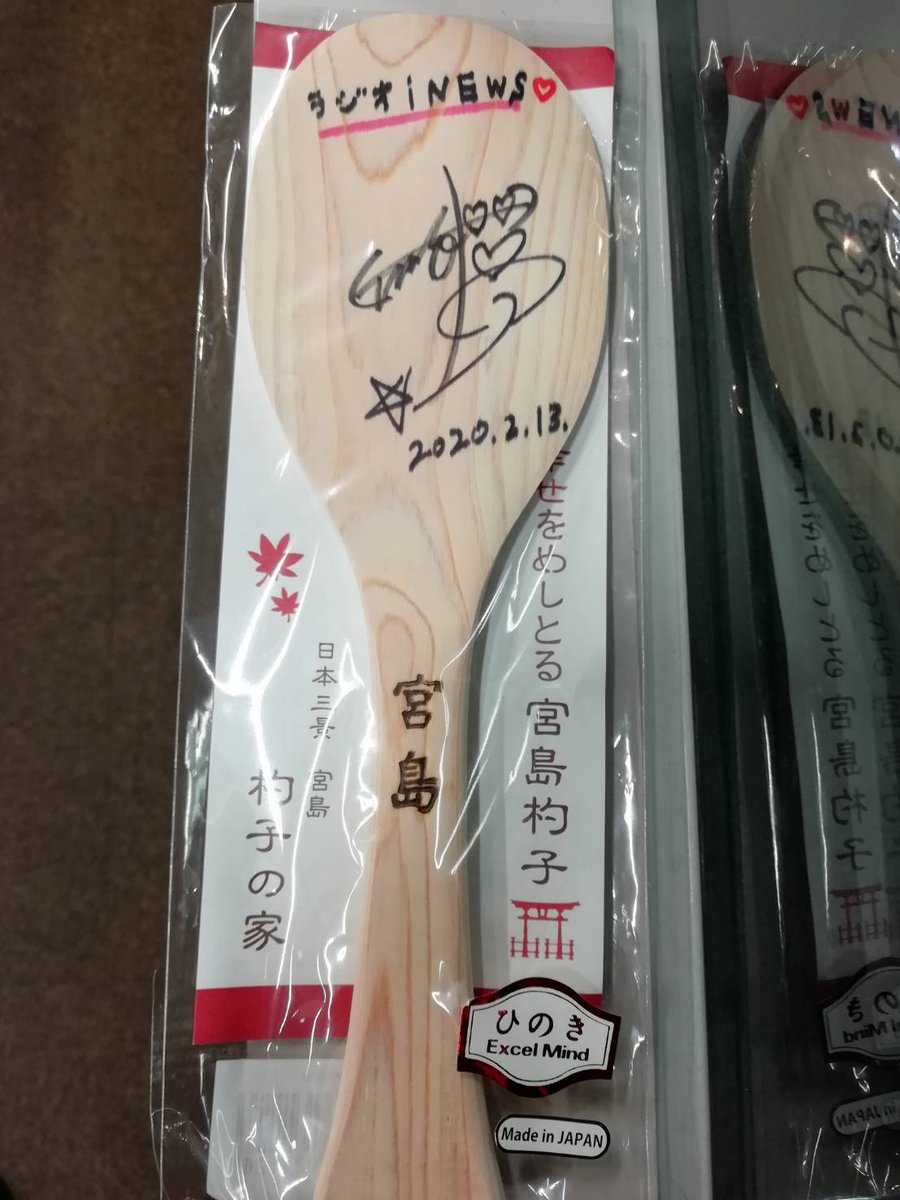 ラジオiNEWS
2020.2.13.
幸せをめしとる 宮島杓子
宮島
日本三景 宮島
杓子の家
ひのき
Excel Mind
Made in JAPAN